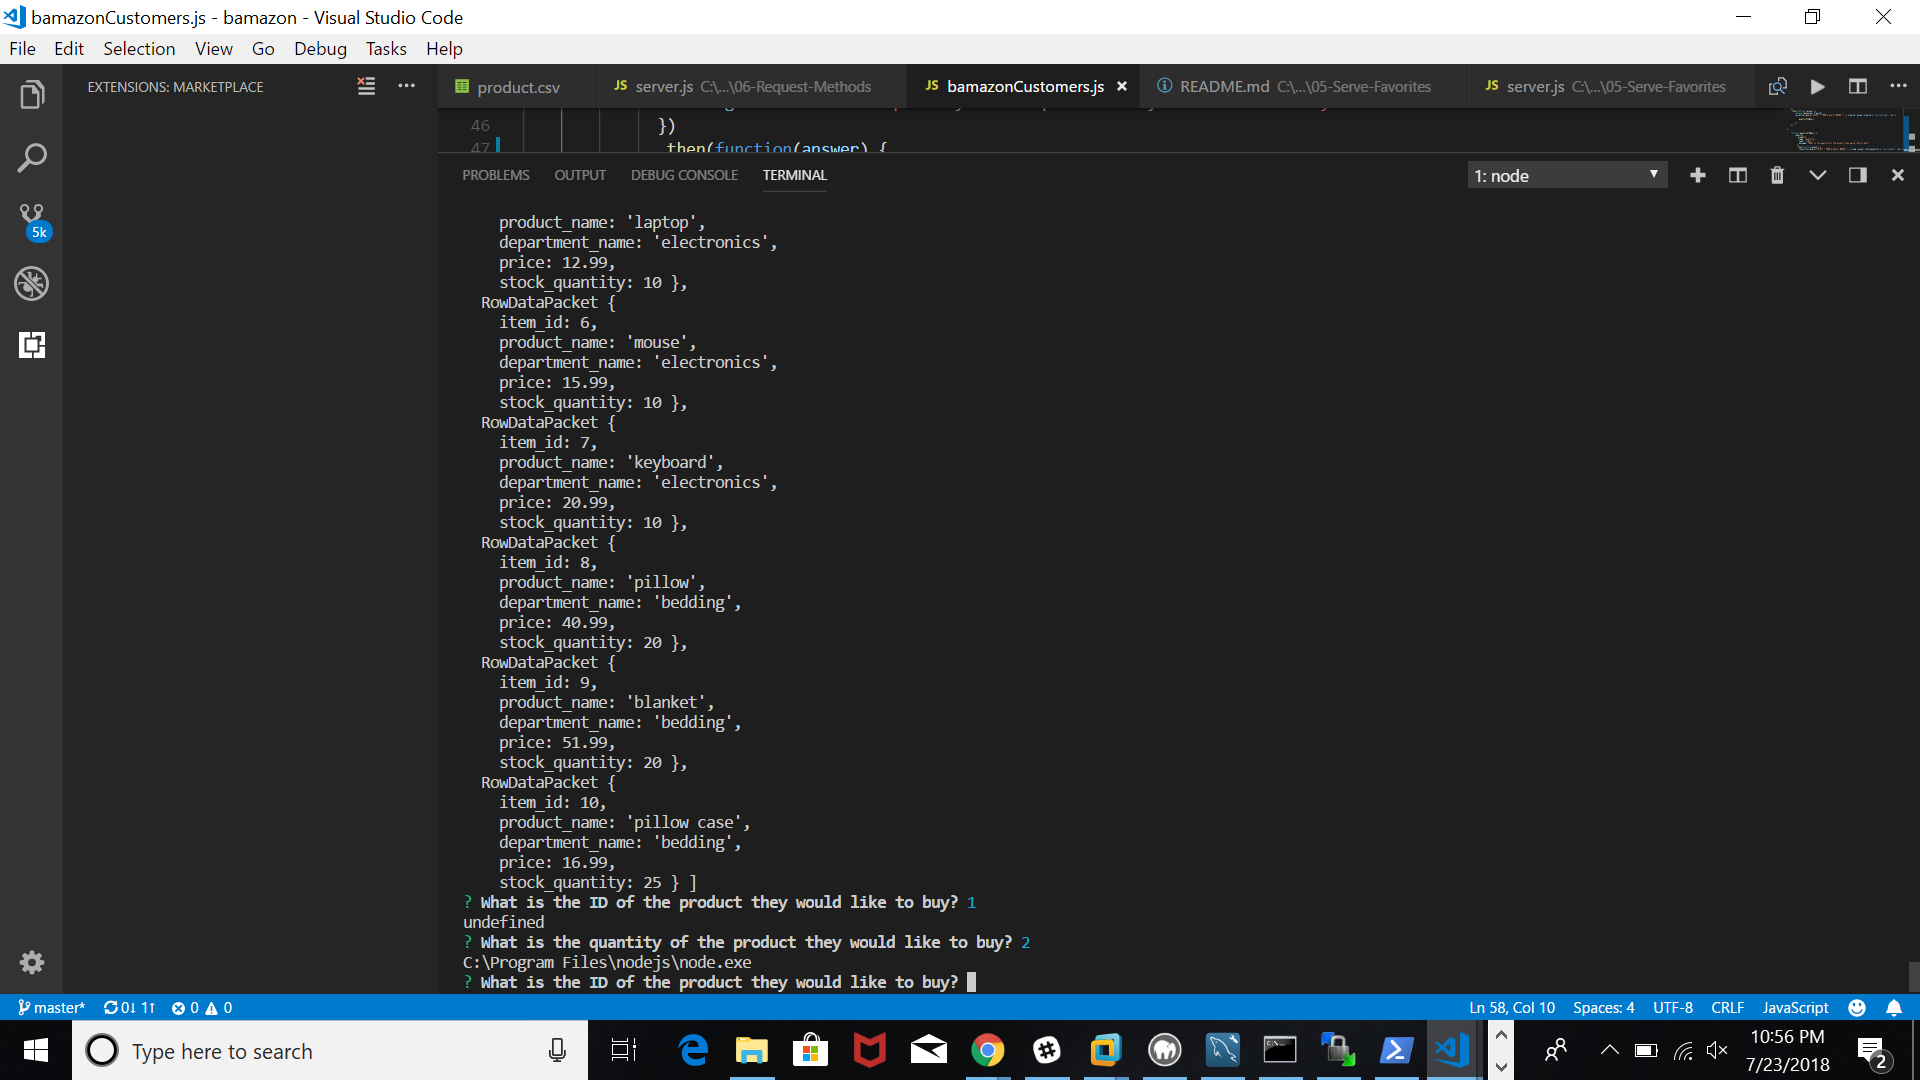 bamazonCustomers.js - bamazon - Visual Studio Code
File Edit Selection View Go Debug Tasks Help
EXTENSIONS: MARKETPLACE
product.csv
JS server.js C:\...\06-Request-Methods
JS bamazonCustomers.js
README.md C:\...\05-Serve-Favorites
JS server.js C:\...\05-Serve-Favorites
46 })
47 then(function(answer) {
PROBLEMS OUTPUT DEBUG CONSOLE TERMINAL
1: node
product_name: 'laptop',
department_name: 'electronics',
price: 12.99,
stock_quantity: 10 },
RowDataPacket {
item_id: 6,
product_name: 'mouse',
department_name: 'electronics',
price: 15.99,
stock_quantity: 10 },
RowDataPacket {
item_id: 7,
product_name: 'keyboard',
department_name: 'electronics',
price: 20.99,
stock_quantity: 10 },
RowDataPacket {
item_id: 8,
product_name: 'pillow',
department_name: 'bedding',
price: 40.99,
stock_quantity: 20 },
RowDataPacket {
item_id: 9,
product_name: 'blanket',
department_name: 'bedding',
price: 51.99,
stock_quantity: 20 },
RowDataPacket {
item_id: 10,
product_name: 'pillow case',
department_name: 'bedding',
price: 16.99,
stock_quantity: 25 } ]
? What is the ID of the product they would like to buy? 1
undefined
? What is the quantity of the product they would like to buy? 2
C:\Program Files\nodejs\node.exe
? What is the ID of the product they would like to buy?
5k
master* 0↓ 1↑ 0 0
Ln 58, Col 10 Spaces: 4 UTF-8 CRLF JavaScript
Type here to search
10:56 PM
7/23/2018
2